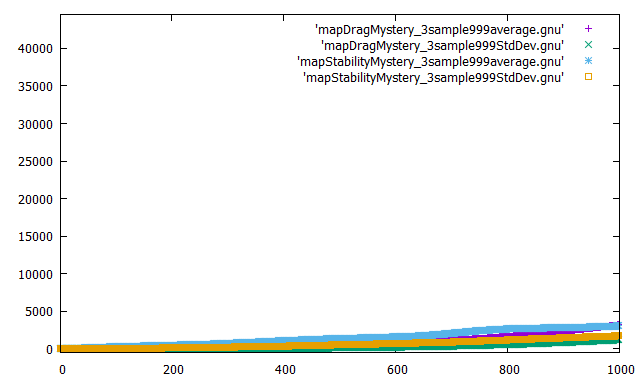 'mapDragMystery_3sample999average.gnu'
'mapDragMystery_3sample999StdDev.gnu'
'mapStabilityMystery_3sample999average.gnu'
'mapStabilityMystery_3sample999StdDev.gnu'
40000
35000
30000
25000
20000
15000
10000
5000
0
0 200 400 600 800 1000